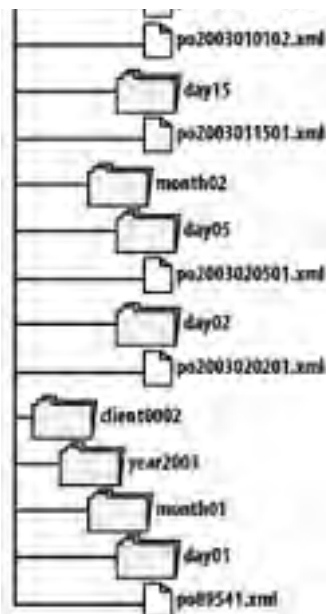 po2003010102.xml
day15
po2003011501.xml
month02
day05
po2003020501.xml
day02
po2003020201.xml
client0002
year2003
month01
day01
po89541.xml